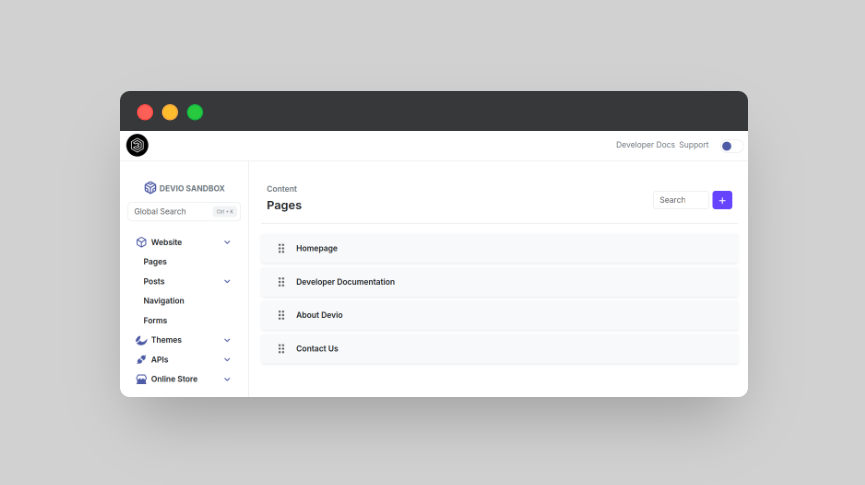 Developer Docs Support
DEVIO SANDBOX
Global Search Ctrl + K
Website
Pages
Posts
Navigation
Forms
Themes
APIs
Online Store
Content
Pages
Search +
Homepage
Developer Documentation
About Devio
Contact Us